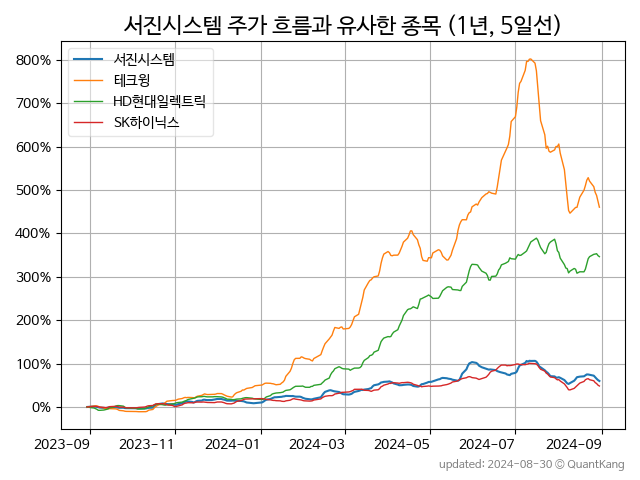 서진시스템 주가 흐름과 유사한 종목 (1년, 5일선)
서진시스템
테크윙
HD현대일렉트릭
SK하이닉스
800%
700%
600%
500%
400%
300%
200%
100%
0%
2023-09 2023-11 2024-01 2024-03 2024-05 2024-07 2024-09
updated: 2024-08-30 © QuantKang